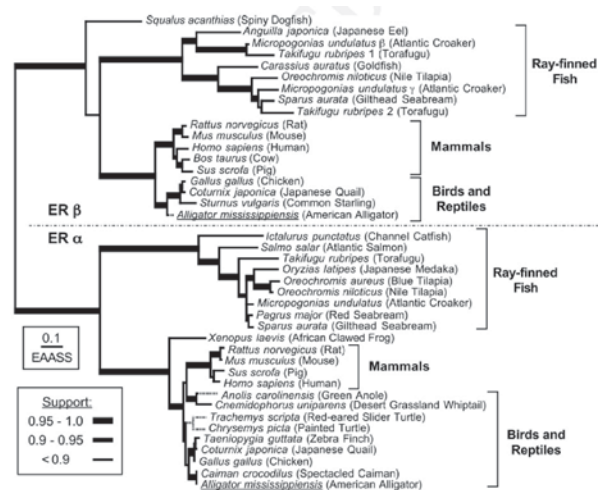 Squalus acanthias (Spiny Dogfish)
Anguilla japonica (Japanese Eel)
Micropogonias undulatus β (Atlantic Croaker)
Takifugu rubripes 1 (Torafugu)
Carassius auratus (Goldfish)
Oreochromis niloticus (Nile Tilapia)
Micropogonias undulatus γ (Atlantic Croaker)
Sparus aurata (Gilthead Seabream)
Takifugu rubripes 2 (Torafugu)
Ray-finned
Fish
Rattus norvegicus (Rat)
Mus musculus (Mouse)
Homo sapiens (Human)
Bos taurus (Cow)
Sus scrofa (Pig)
Mammals
Gallus gallus (Chicken)
Coturnix japonica (Japanese Quail)
Sturnus vulgaris (Common Starling)
Alligator mississippiensis (American Alligator)
Birds and
Reptiles
ER β
ER α
Ictalurus punctatus (Channel Catfish)
Salmo salar (Atlantic Salmon)
Takifugu rubripes (Torafugu)
Oryzias latipes (Japanese Medaka)
Oreochromis aureus (Blue Tilapia)
Oreochromis niloticus (Nile Tilapia)
Micropogonias undulatus (Atlantic Croaker)
Pagrus major (Red Seabream)
Sparus aurata (Gilthead Seabream)
Ray-finned
Fish
0.1
EAASS
Xenopus laevis (African Clawed Frog)
Rattus norvegicus (Rat)
Mus musculus (Mouse)
Sus scrofa (Pig)
Homo sapiens (Human)
Mammals
Anolis carolinensis (Green Anole)
Cnemidophorus uniparens (Desert Grassland Whiptail)
Trachemys scripta (Red-eared Slider Turtle)
Chrysemys picta (Painted Turtle)
Taeniopygia guttata (Zebra Finch)
Coturnix japonica (Japanese Quail)
Gallus gallus (Chicken)
Caiman crocodilus (Spectacled Caiman)
Alligator mississippiensis (American Alligator)
Birds and
Reptiles
Support:
0.95 - 1.0
0.9 - 0.95
<0.9